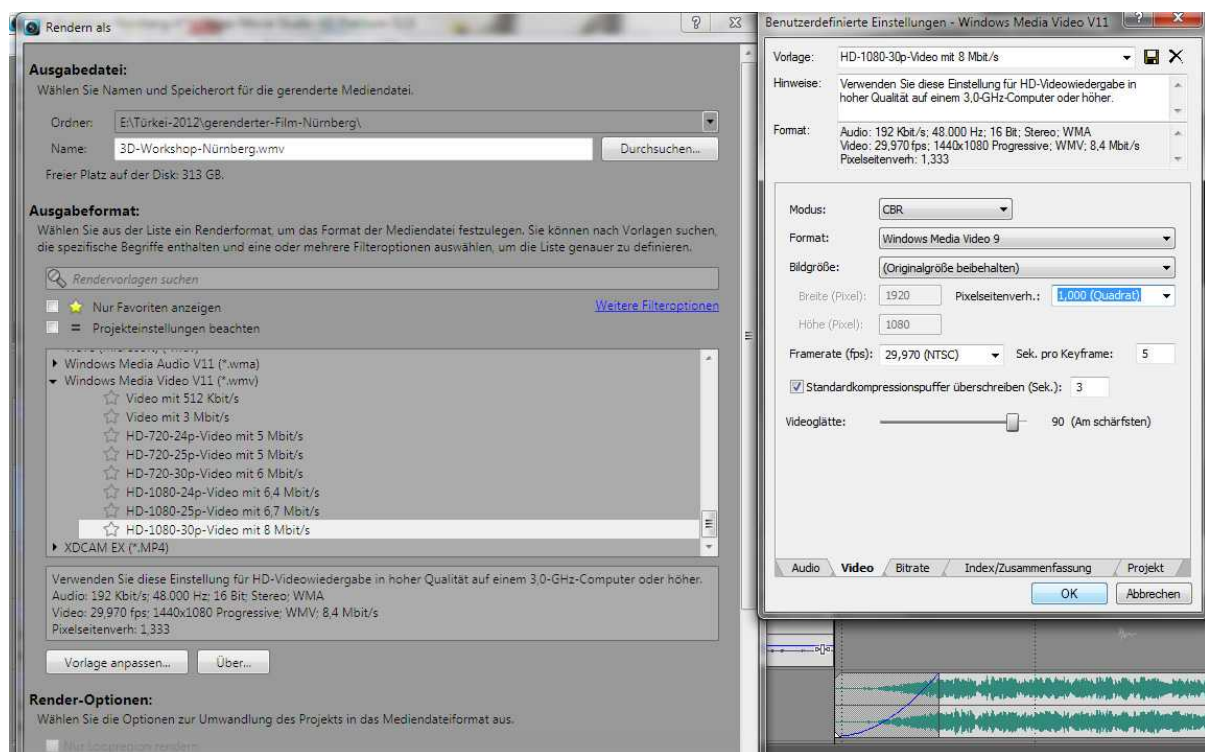 Rendern als
Ausgabedatei:
Wählen Sie Namen und Speicherort für die gerenderte Mediendatei.
Ordner: E:\Türkei-2012\gerenderter-Film-Nürnberg\
Name: 3D-Workshop-Nürnberg.wmv Durchsuchen...
Freier Platz auf der Disk: 313 GB.
Ausgabeformat:
Wählen Sie aus der Liste ein Renderformat, um das Format der Mediendatei festzulegen. Sie können nach Vorlagen suchen,
die spezifische Begriffe enthalten und eine oder mehrere Filteroptionen auswählen, um die Liste genauer zu definieren.
Rendervorlagen suchen
Nur Favoriten anzeigen Weitere Filteroptionen
= Projekteinstellungen beachten
Windows Media Audio V11 (*.wma)
Windows Media Video V11 (*.wmv)
Video mit 512 Kbit/s
Video mit 3 Mbit/s
HD-720-24p-Video mit 5 Mbit/s
HD-720-25p-Video mit 5 Mbit/s
HD-720-30p-Video mit 6 Mbit/s
HD-1080-24p-Video mit 6,4 Mbit/s
HD-1080-25p-Video mit 6,7 Mbit/s
HD-1080-30p-Video mit 8 Mbit/s
XDCAM EX (*.MP4)
Verwenden Sie diese Einstellung für HD-Videowiedergabe in hoher Qualität auf einem 3,0-GHz-Computer oder höher.
Audio: 192 Kbit/s; 48.000 Hz; 16 Bit; Stereo; WMA
Video: 29,970 fps; 1440x1080 Progressive; WMV; 8,4 Mbit/s
Pixelseitenverh: 1,333
Vorlage anpassen... Über...
Render-Optionen:
Wählen Sie die Optionen zur Umwandlung des Projekts in das Mediendateiformat aus.
Nur Loopregion rendern
Benutzerdefinierte Einstellungen - Windows Media Video V11
Vorlage: HD-1080-30p-Video mit 8 Mbit/s
Hinweise: Verwenden Sie diese Einstellung für HD-Videowiedergabe in
hoher Qualität auf einem 3,0-GHz-Computer oder höher.
Format: Audio: 192 Kbit/s; 48.000 Hz; 16 Bit; Stereo; WMA
Video: 29,970 fps; 1440x1080 Progressive; WMV; 8,4 Mbit/s
Pixelseitenverh: 1,333
Modus: CBR
Format: Windows Media Video 9
Bildgröße: (Originalgröße beibehalten)
Breite (Pixel): 1920 Pixelseitenverh.: 1,000 (Quadrat)
Höhe (Pixel): 1080
Framerate (fps): 29,970 (NTSC) Sek. pro Keyframe: 5
Standardkompressionspuffer überschreiben (Sek.): 3
Videoglätte: 90 (Am schärfsten)
Audio Video Bitrate Index/Zusammenfassung Projekt
OK Abbrechen